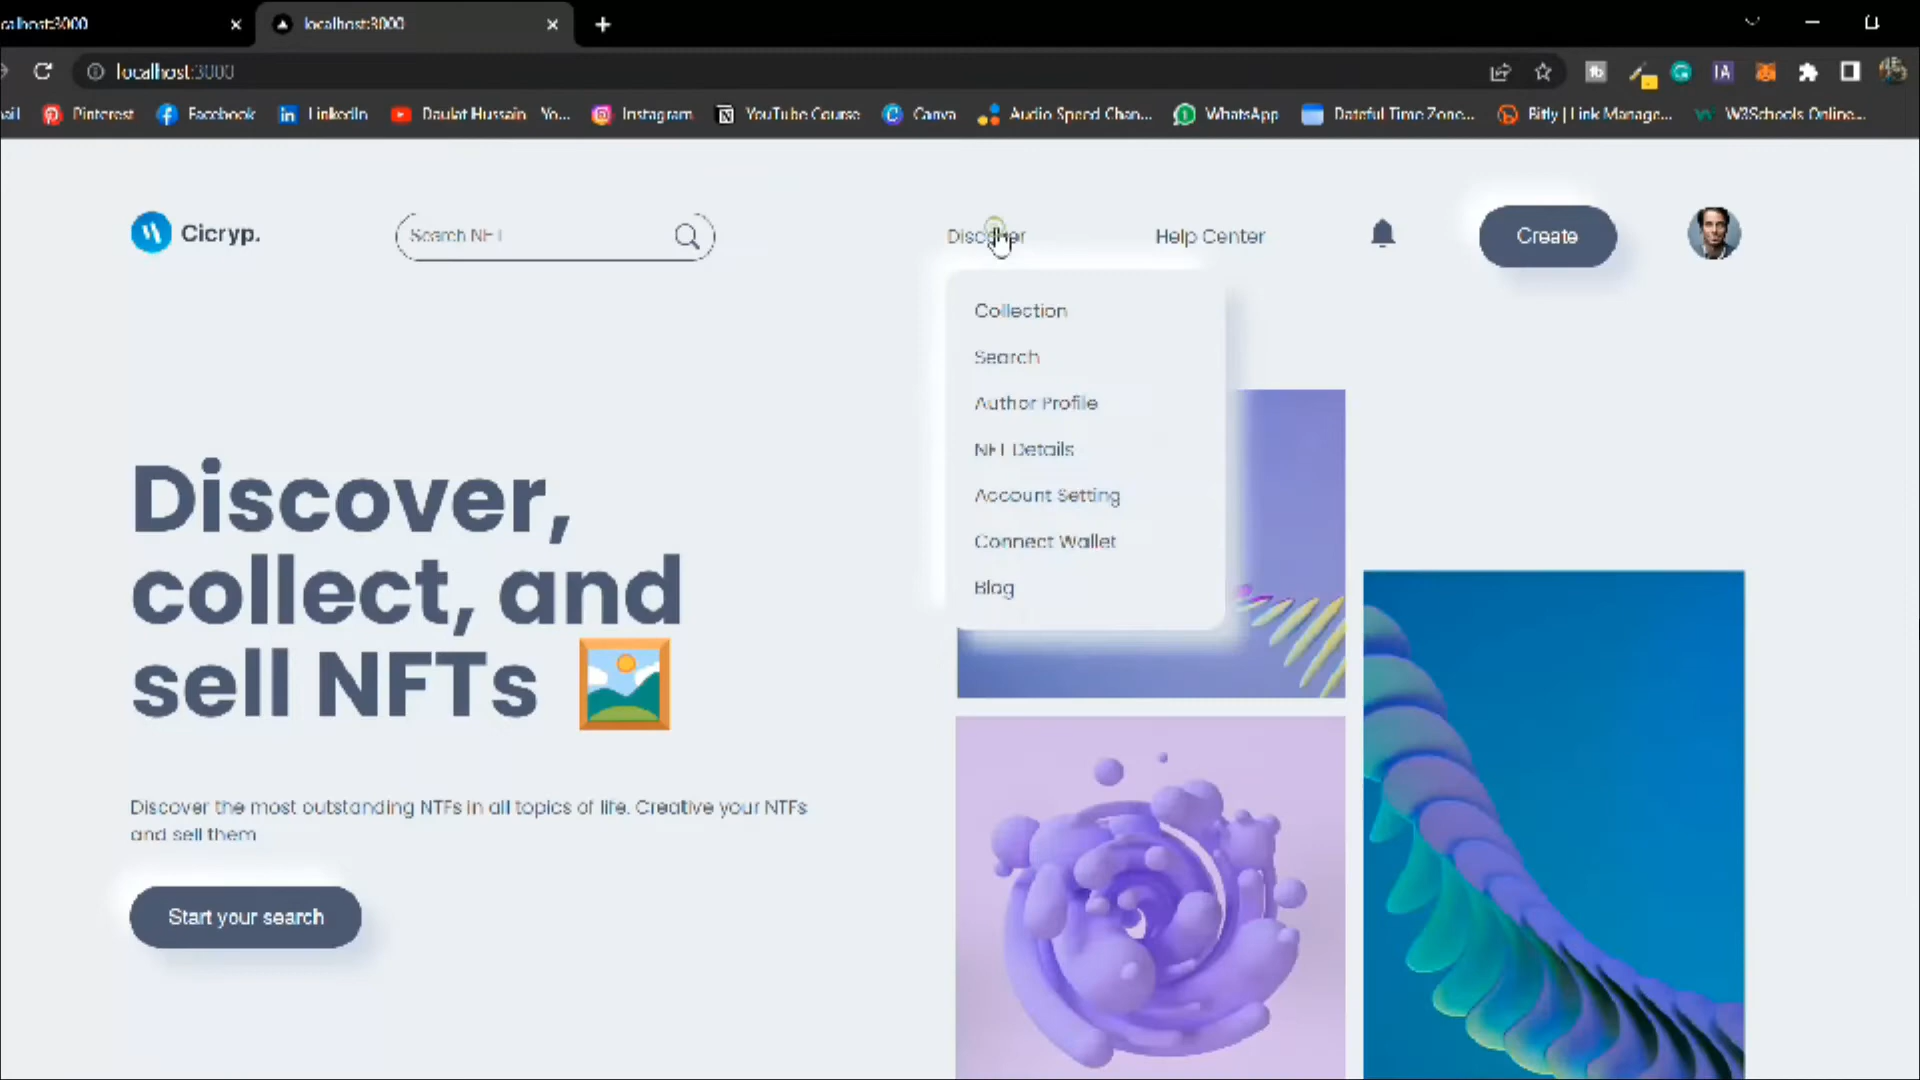 calhost:3000
localhost:3000
localhost:3000
ail
Pinterest
Facebook
LinkedIn
Daulat Hussain Yo...
Instagram
YouTube Course
Canva
Audio Speed Chan...
WhatsApp
Dateful Time Zone...
Bitly | Link Manage...
W3Schools Online...
Cicryp.
Search NFT
Discover
Help Center
Create
Collection
Search
Author Profile
NFT Details
Account Setting
Connect Wallet
Blog
Discover,
collect, and
sell NFTs
Discover the most outstanding NTFs in all topics of life. Creative your NTFs
and sell them
Start your search